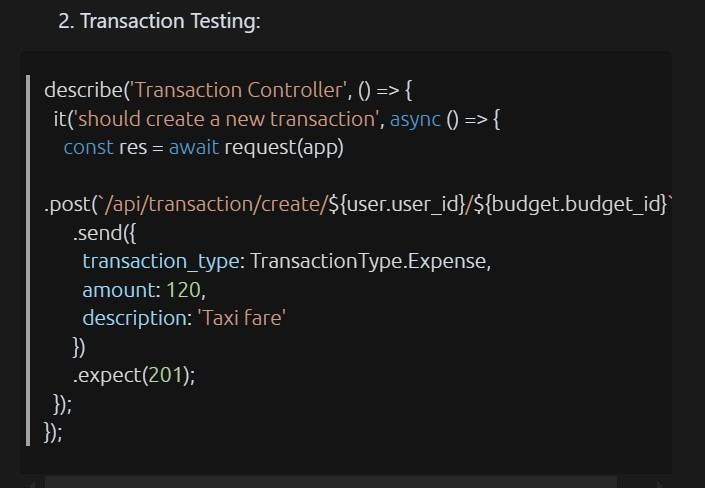 2. Transaction Testing:
describe('Transaction Controller', () => {
it('should create a new transaction', async () => {
const res = await request(app)
.post(`/api/transaction/create/${user.user_id}/${budget.budget_id}`
.send({
transaction_type: TransactionType.Expense,
amount: 120,
description: 'Taxi fare'
})
.expect(201);
});
});